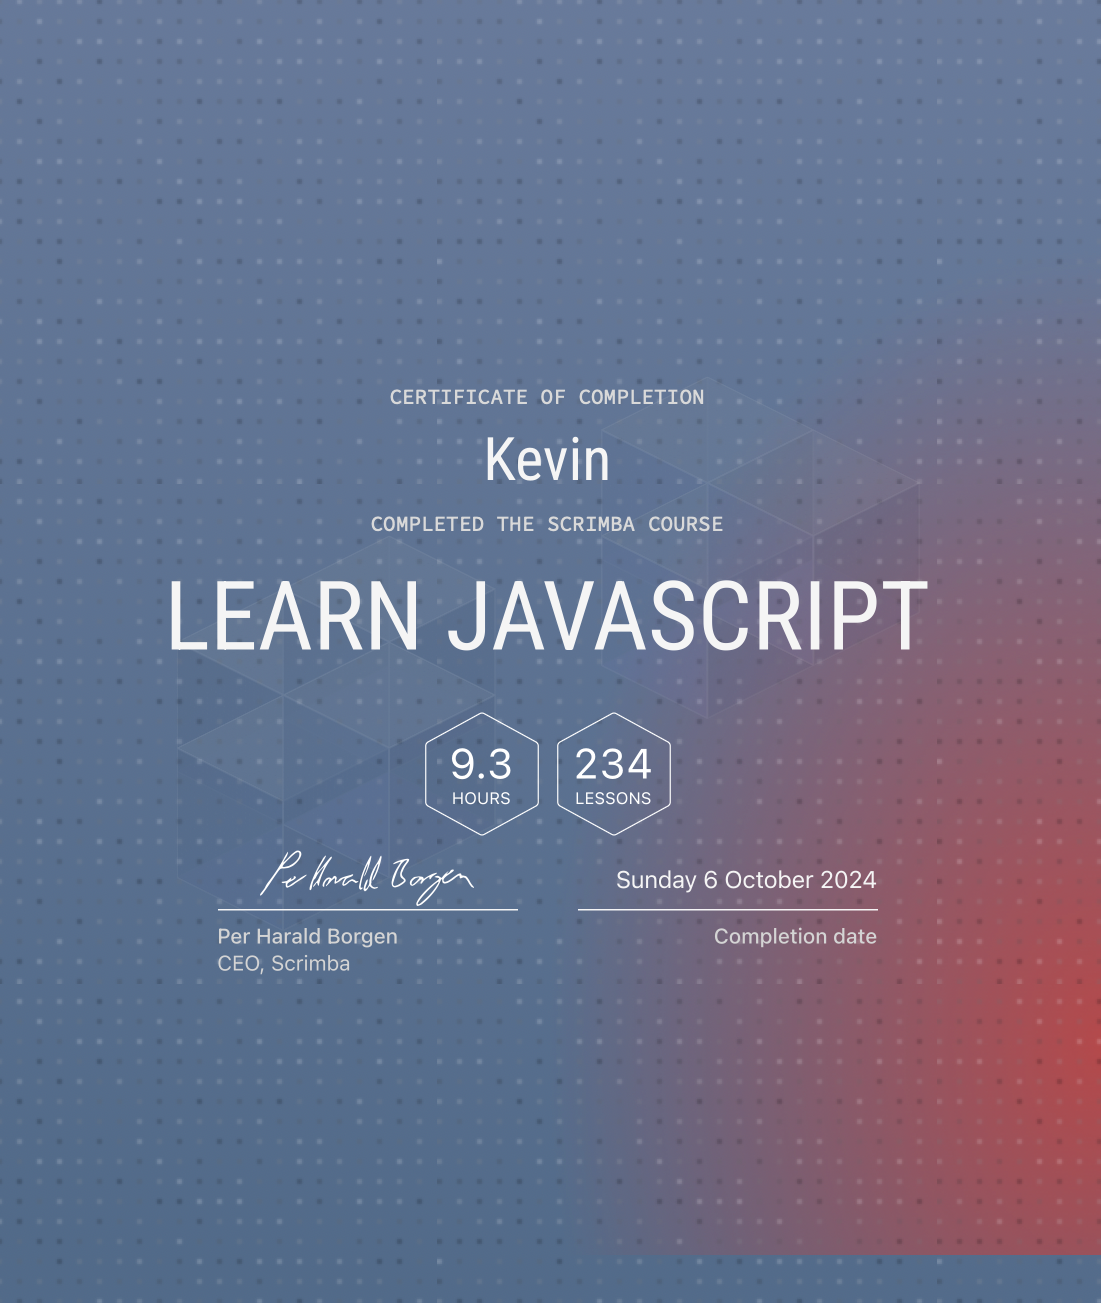 CERTIFICATE OF COMPLETION
Kevin
COMPLETED THE SCRIMBA COURSE
LEARN JAVASCRIPT
9.3
HOURS
234
LESSONS
Per Harald Borgen
Sunday 6 October 2024
Per Harald Borgen
CEO, Scrimba
Completion date